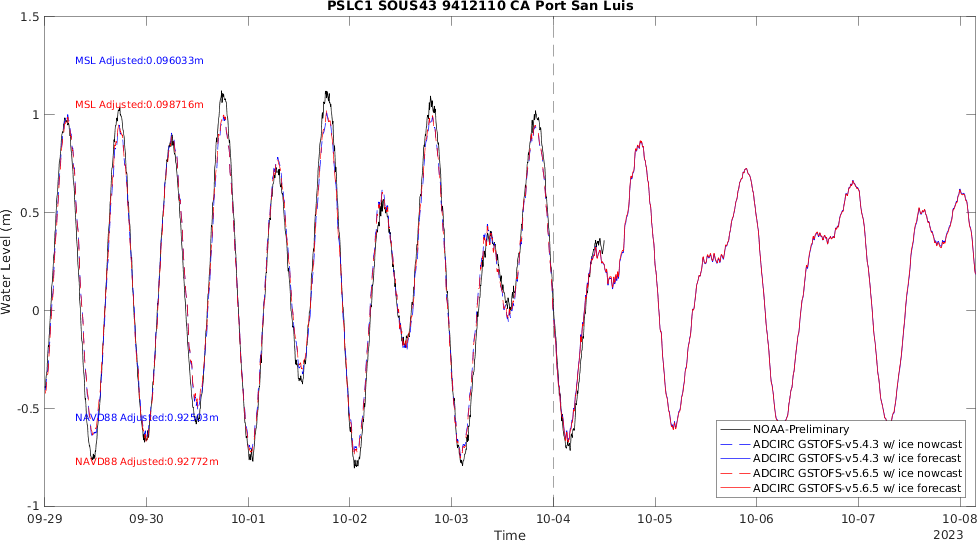 PSLC1 SOUS43 9412110 CA Port San Luis
1.5
MSL Adjusted:0.096033m
MSL Adjusted:0.098716m
1
0.5
Water Level (m)
0
-0.5
NAVD88 Adjusted:0.92593m
NAVD88 Adjusted:0.92772m
NOAA-Preliminary
ADCIRC GSTOFS-v5.4.3 w/ ice nowcast
ADCIRC GSTOFS-v5.4.3 w/ ice forecast
ADCIRC GSTOFS-v5.6.5 w/ ice nowcast
ADCIRC GSTOFS-v5.6.5 w/ ice forecast
-1
09-29 09-30 10-01 10-02 10-03 10-04 10-05 10-06 10-07 10-08
Time
2023